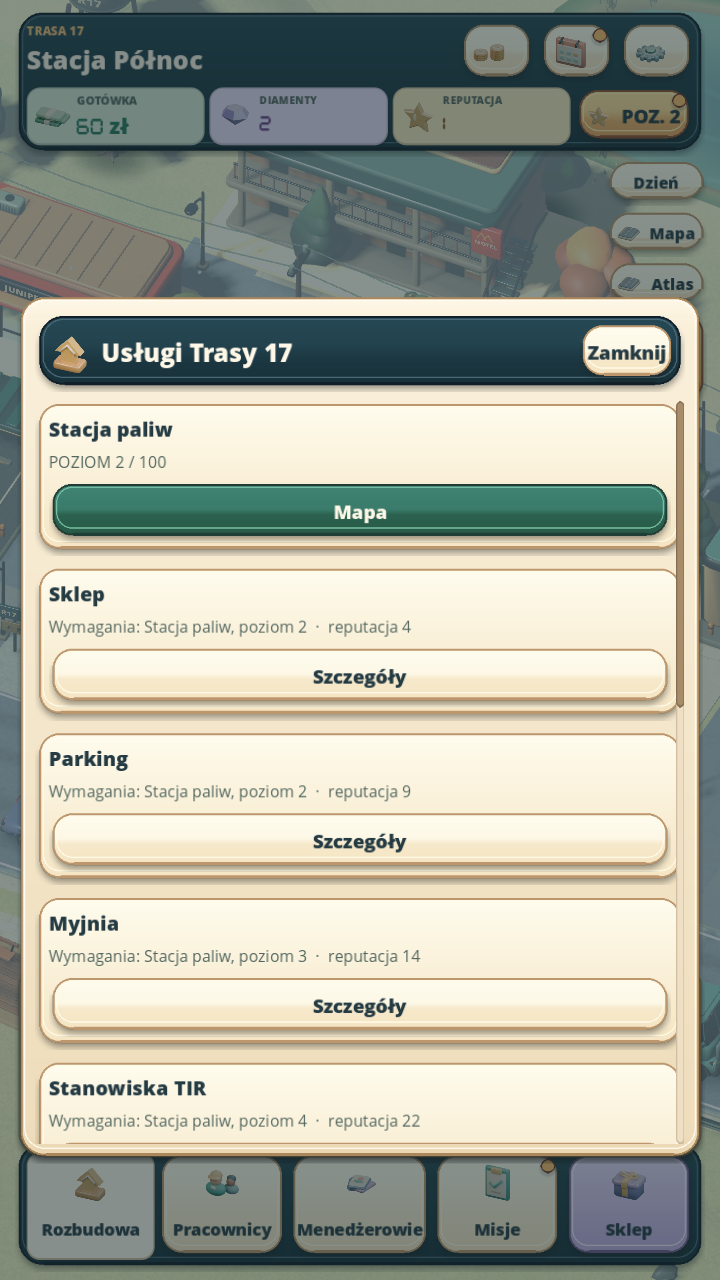 TRASA 17
Stacja Północ
GOTÓWKA
60 zł
DIAMENTY
2
REPUTACJA
1
POZ. 2
Dzień
Mapa
Atlas
MOTEL
Usługi Trasy 17
Zamknij
Stacja paliw
POZIOM 2 / 100
Mapa
Sklep
Wymagania: Stacja paliw, poziom 2 · reputacja 4
Szczegóły
Parking
Wymagania: Stacja paliw, poziom 2 · reputacja 9
Szczegóły
Myjnia
Wymagania: Stacja paliw, poziom 3 · reputacja 14
Szczegóły
Stanowiska TIR
Wymagania: Stacja paliw, poziom 4 · reputacja 22
Rozbudowa
Pracownicy
Menedżerowie
Misje
Sklep